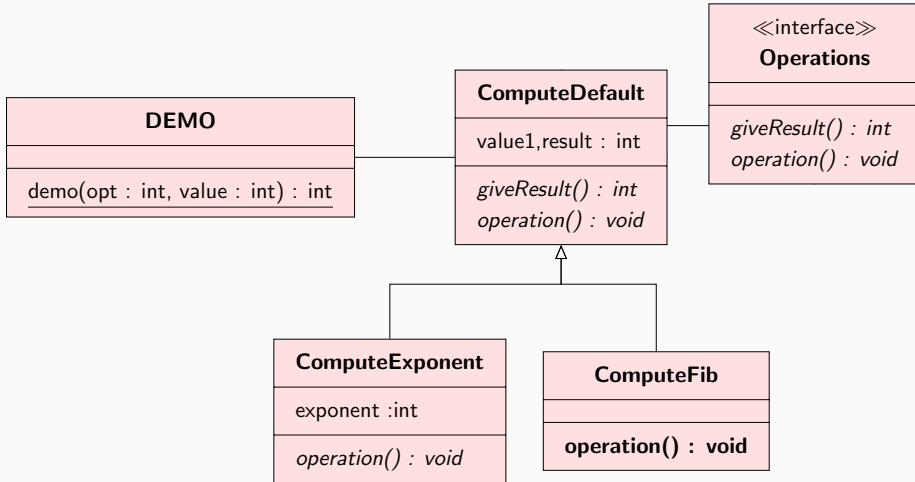 ≪interface≫
Operations
giveResult() : int
operation() : void
ComputeDefault
value1,result : int
giveResult() : int
operation() : void
DEMO
demo(opt : int, value : int) : int
ComputeExponent
exponent :int
operation() : void
ComputeFib
operation() : void